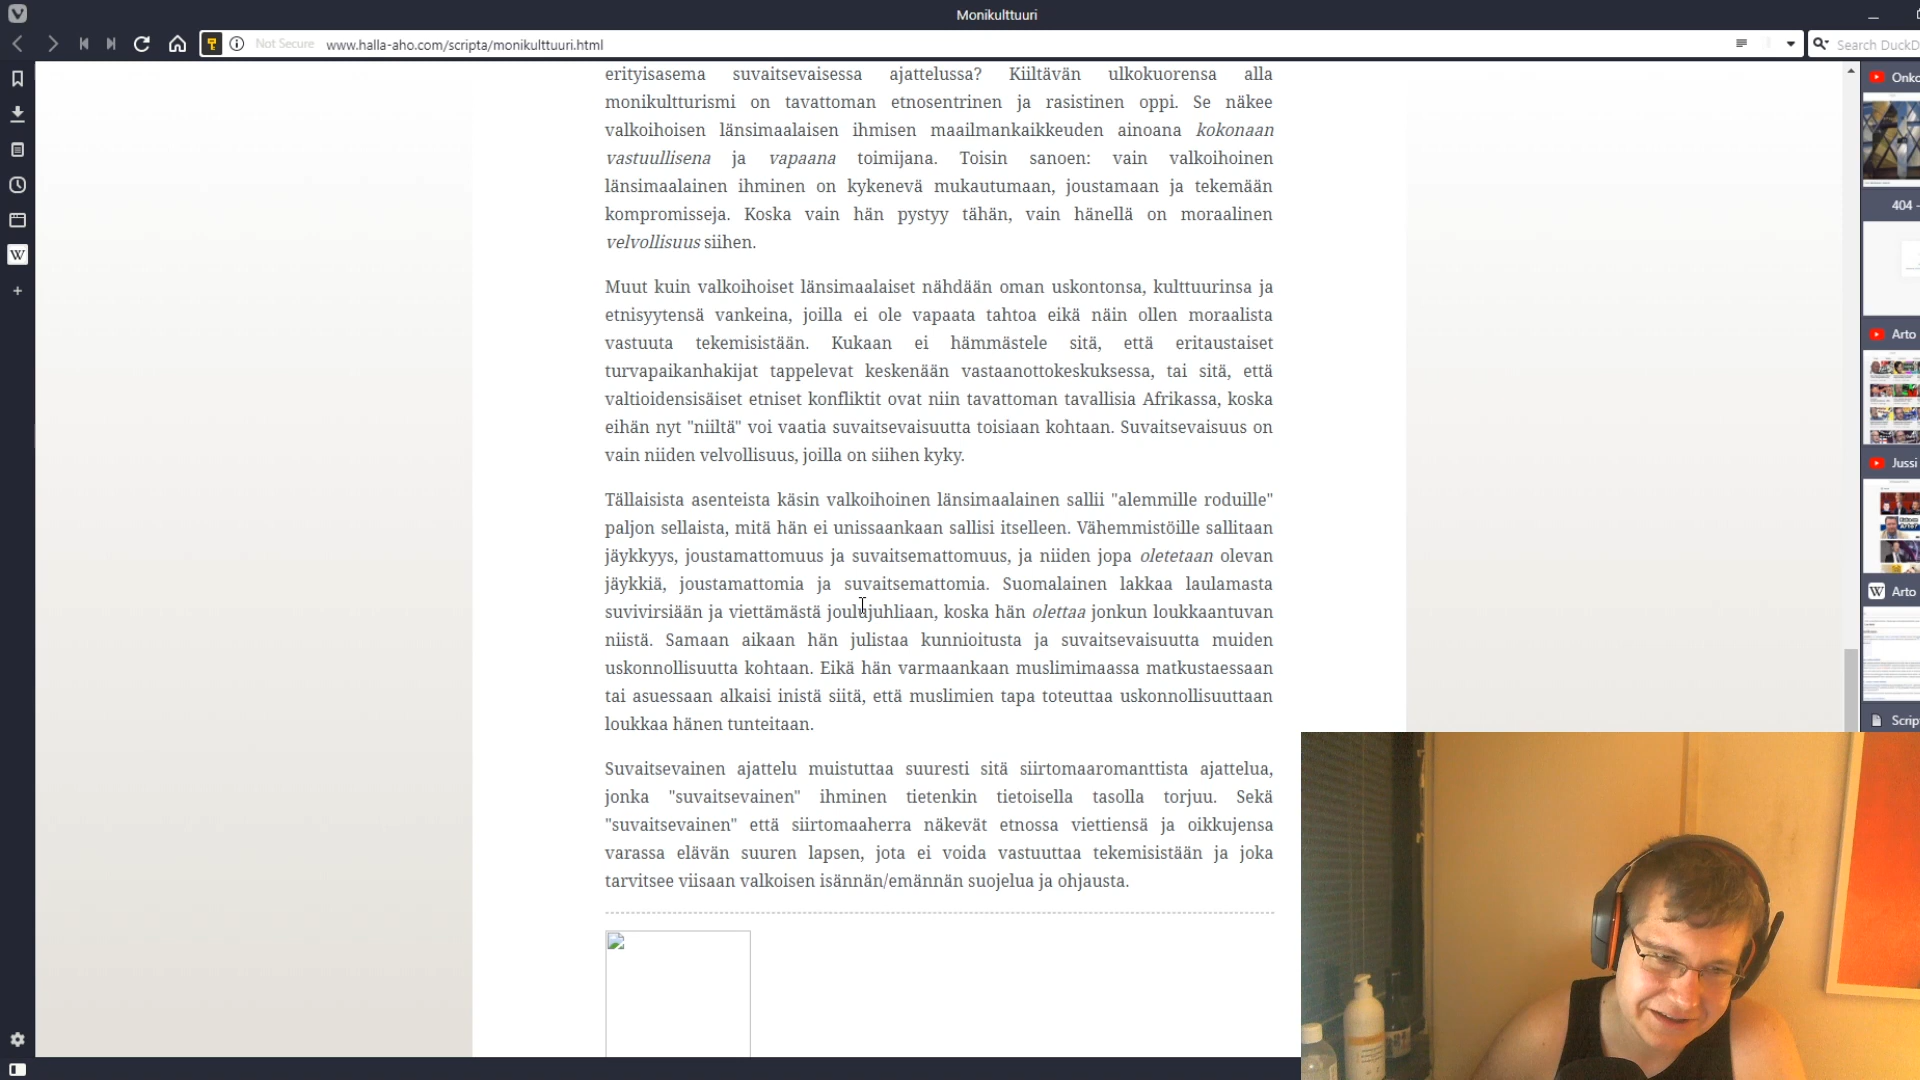 Monikulttuuri
Not Secure www.halla-aho.com/scripta/monikulttuuri.html
Search DuckD
erityisasema suvaitsevaisessa ajattelussa? Kiiltävän ulkokuorensa alla
monikultturismi on tavattoman etnosentrinen ja rasistinen oppi. Se näkee
valkoihoisen länsimaalaisen ihmisen maailmankaikkeuden ainoana kokonaan
vastuullisena ja vapaana toimijana. Toisin sanoen: vain valkoihoinen
länsimaalainen ihminen on kykenevä mukautumaan, joustamaan ja tekemään
kompromisseja. Koska vain hän pystyy tähän, vain hänellä on moraalinen
velvollisuus siihen.
Muut kuin valkoihoiset länsimaalaiset nähdään oman uskontonsa, kulttuurinsa ja
etnisyytensä vankeina, joilla ei ole vapaata tahtoa eikä näin ollen moraalista
vastuuta tekemisistään. Kukaan ei hämmästele sitä, että eritaustaiset
turvapaikanhakijat tappelevat keskenään vastaanottokeskuksessa, tai sitä, että
valtioidensisäiset etniset konfliktit ovat niin tavattoman tavallisia Afrikassa, koska
eihän nyt "niiltä" voi vaatia suvaitsevaisuutta toisiaan kohtaan. Suvaitsevaisuus on
vain niiden velvollisuus, joilla on siihen kyky.
Tällaisista asenteista käsin valkoihoinen länsimaalainen sallii "alemmille roduille"
paljon sellaista, mitä hän ei unissaankaan sallisi itselleen. Vähemmistöille sallitaan
jäykkyys, joustamattomuus ja suvaitsemattomuus, ja niiden jopa oletetaan olevan
jäykkiä, joustamattomia ja suvaitsemattomia. Suomalainen lakkaa laulamasta
suvivirsiään ja viettämästä joulujuhliaan, koska hän olettaa jonkun loukkaantuvan
niistä. Samaan aikaan hän julistaa kunnioitusta ja suvaitsevaisuutta muiden
uskonnollisuutta kohtaan. Eikä hän varmaankaan muslimimaassa matkustaessaan
tai asuessaan alkaisi inistä siitä, että muslimien tapa toteuttaa uskonnollisuuttaan
loukkaa hänen tunteitaan.
Suvaitsevainen ajattelu muistuttaa suuresti sitä siirtomaaromanttista ajattelua,
jonka "suvaitsevainen" ihminen tietenkin tietoisella tasolla torjuu. Sekä
"suvaitsevainen" että siirtomaaherra näkevät etnossa viettiensä ja oikkujensa
varassa elävän suuren lapsen, jota ei voida vastuuttaa tekemisistään ja joka
tarvitsee viisaan valkoisen isännän/emännän suojelua ja ohjausta.
Onko
404 -
Arto
Jussi
W Arto
Scrip
W